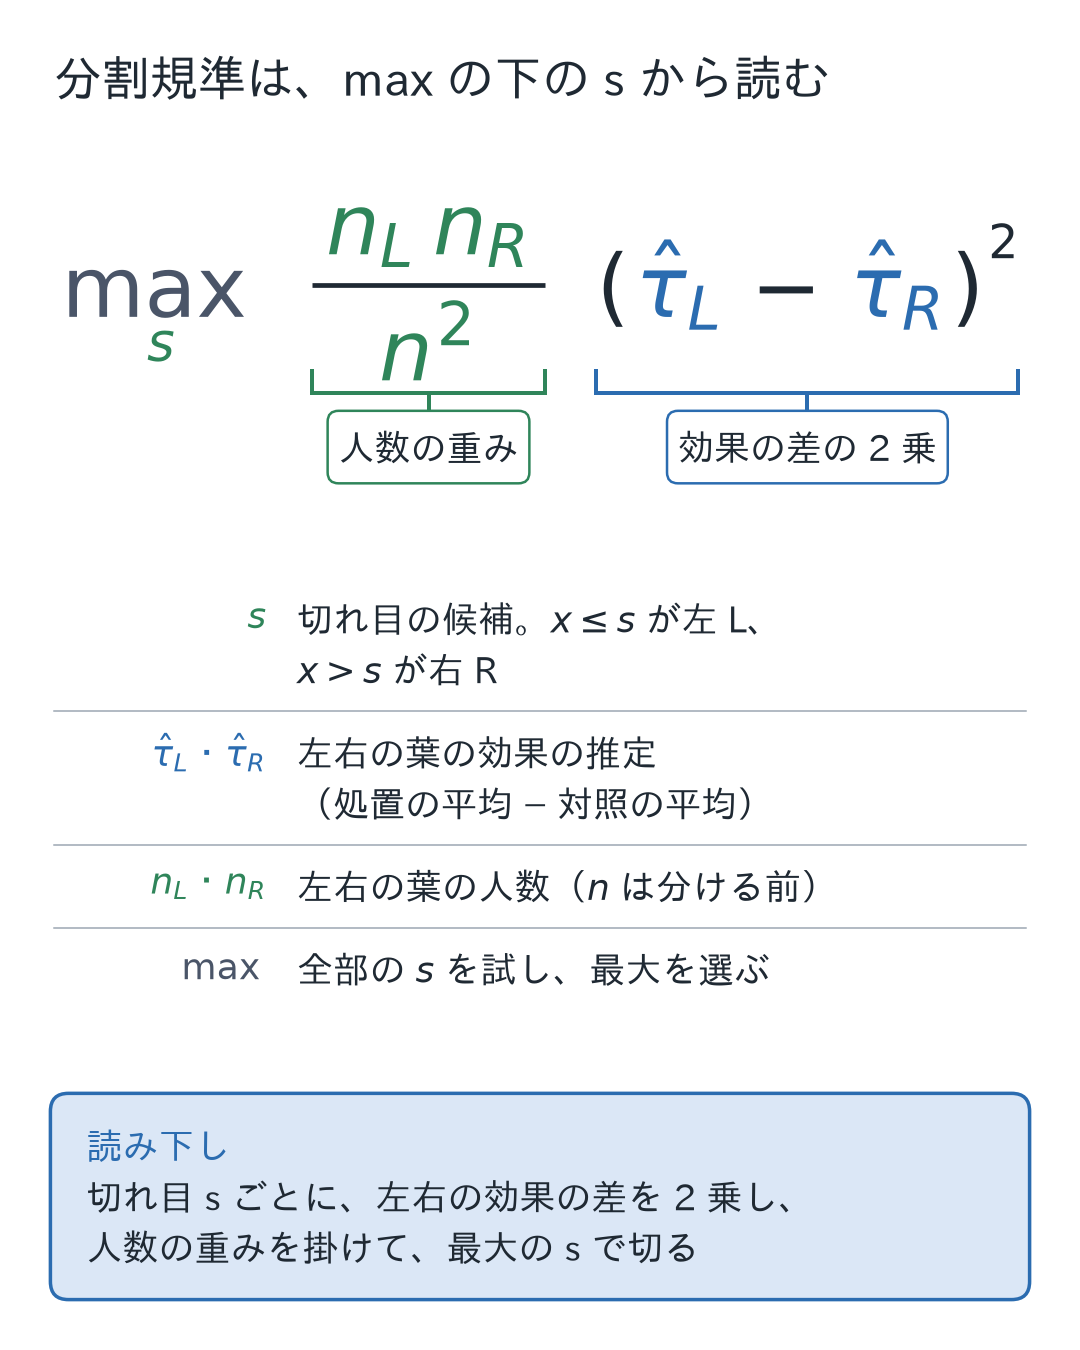 分割規準は、max の下の s から読む
max s n_L n_R / n^2 (τ̂_L − τ̂_R)^2
人数の重み 効果の差の 2 乗
s 切れ目の候補。x ≤ s が左 L、
x > s が右 R
τ̂_L · τ̂_R 左右の葉の効果の推定
（処置の平均 − 対照の平均）
n_L · n_R 左右の葉の人数（n は分ける前）
max 全部の s を試し、最大を選ぶ
読み下し
切れ目 s ごとに、左右の効果の差を 2 乗し、
人数の重みを掛けて、最大の s で切る